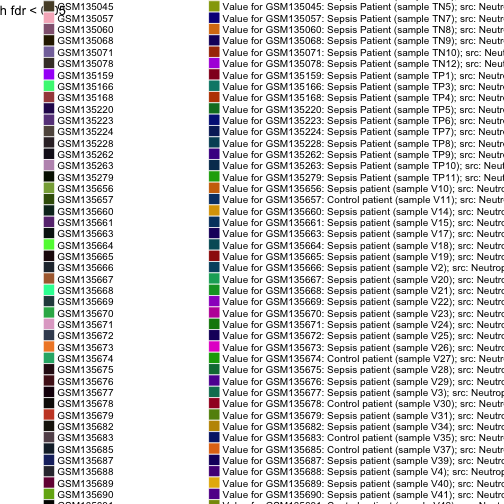 GSM135045 Value for GSM135045: Sepsis Patient (sample TN5); src: Neutr
h fdr < 0.05
GSM135057 Value for GSM135057: Sepsis Patient (sample TN7); src: Neutr
GSM135060 Value for GSM135060: Sepsis Patient (sample TN8); src: Neutr
GSM135068 Value for GSM135068: Sepsis Patient (sample TN9); src: Neutr
GSM135071 Value for GSM135071: Sepsis Patient (sample TN10); src: Neut
GSM135078 Value for GSM135078: Sepsis Patient (sample TN12); src: Neut
GSM135159 Value for GSM135159: Sepsis Patient (sample TP1); src: Neutr
GSM135166 Value for GSM135166: Sepsis Patient (sample TP3); src: Neutr
GSM135168 Value for GSM135168: Sepsis Patient (sample TP4); src: Neutr
GSM135220 Value for GSM135220: Sepsis Patient (sample TP5); src: Neutr
GSM135223 Value for GSM135223: Sepsis Patient (sample TP6); src: Neutr
GSM135224 Value for GSM135224: Sepsis Patient (sample TP7); src: Neutr
GSM135228 Value for GSM135228: Sepsis Patient (sample TP8); src: Neutr
GSM135262 Value for GSM135262: Sepsis Patient (sample TP9); src: Neutr
GSM135263 Value for GSM135263: Sepsis Patient (sample TP10); src: Neut
GSM135279 Value for GSM135279: Sepsis Patient (sample TP11); src: Neut
GSM135656 Value for GSM135656: Sepsis patient (sample V10); src: Neutro
GSM135657 Value for GSM135657: Control patient (sample V11); src: Neutr
GSM135660 Value for GSM135660: Sepsis patient (sample V14); src: Neutro
GSM135661 Value for GSM135661: Sepsis patient (sample V15); src: Neutro
GSM135663 Value for GSM135663: Sepsis patient (sample V17); src: Neutro
GSM135664 Value for GSM135664: Sepsis patient (sample V18); src: Neutro
GSM135665 Value for GSM135665: Sepsis patient (sample V19); src: Neutro
GSM135666 Value for GSM135666: Sepsis patient (sample V2); src: Neutrop
GSM135667 Value for GSM135667: Sepsis patient (sample V20); src: Neutro
GSM135668 Value for GSM135668: Sepsis patient (sample V21); src: Neutro
GSM135669 Value for GSM135669: Sepsis patient (sample V22); src: Neutro
GSM135670 Value for GSM135670: Sepsis patient (sample V23); src: Neutro
GSM135671 Value for GSM135671: Sepsis patient (sample V24); src: Neutro
GSM135672 Value for GSM135672: Sepsis patient (sample V25); src: Neutro
GSM135673 Value for GSM135673: Sepsis patient (sample V26); src: Neutro
GSM135674 Value for GSM135674: Control patient (sample V27); src: Neutr
GSM135675 Value for GSM135675: Sepsis patient (sample V28); src: Neutro
GSM135676 Value for GSM135676: Sepsis patient (sample V29); src: Neutro
GSM135677 Value for GSM135677: Sepsis patient (sample V3); src: Neutrop
GSM135678 Value for GSM135678: Control patient (sample V30); src: Neutr
GSM135679 Value for GSM135679: Sepsis patient (sample V31); src: Neutro
GSM135682 Value for GSM135682: Sepsis patient (sample V34); src: Neutro
GSM135683 Value for GSM135683: Control patient (sample V35); src: Neutr
GSM135685 Value for GSM135685: Control patient (sample V37); src: Neutr
GSM135687 Value for GSM135687: Sepsis patient (sample V39); src: Neutro
GSM135688 Value for GSM135688: Sepsis patient (sample V4); src: Neutrop
GSM135689 Value for GSM135689: Sepsis patient (sample V40); src: Neutro
GSM135690 Value for GSM135690: Sepsis patient (sample V41); src: Neutro